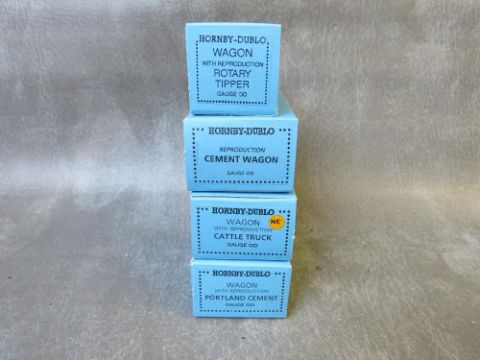 HORNBY-DUBLO
WAGON
WITH REPRODUCTION
ROTARY
TIPPER
GAUGE OO
HORNBY-DUBLO
REPRODUCTION
CEMENT WAGON
GAUGE OO
HORNBY-DUBLO
WAGON
NE
WITH REPRODUCTION
CATTLE TRUCK
GAUGE OO
HORNBY-DUBLO
WAGON
WITH REPRODUCTION
PORTLAND CEMENT
GAUGE OO